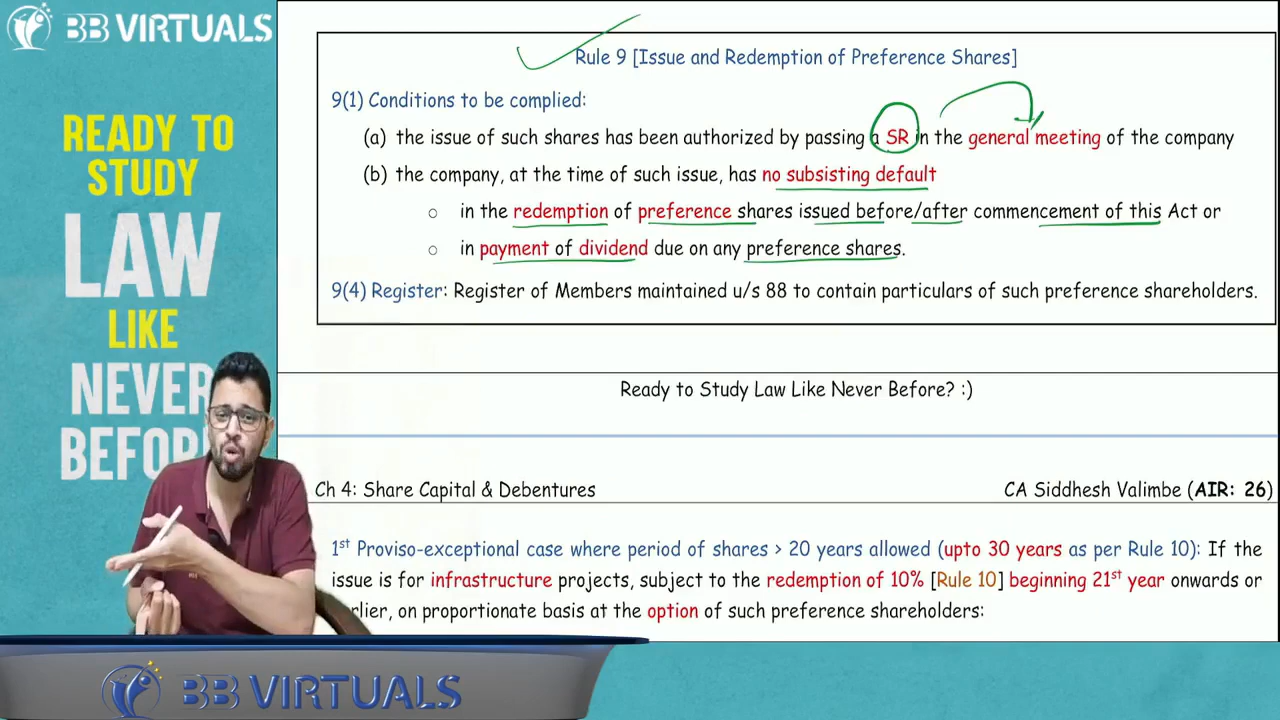 BB VIRTUALS
READY TO
STUDY
LAW
LIKE
NEVER
BEFOR
Rule 9 [Issue and Redemption of Preference Shares]
9(1) Conditions to be complied:
(a) the issue of such shares has been authorized by passing a SR in the general meeting of the company
(b) the company, at the time of such issue, has no subsisting default
○ in the redemption of preference shares issued before/after commencement of this Act or
○ in payment of dividend due on any preference shares.
9(4) Register: Register of Members maintained u/s 88 to contain particulars of such preference shareholders.
Ready to Study Law Like Never Before? :)
Ch 4: Share Capital & Debentures
CA Siddhesh Valimbe (AIR: 26)
1st Proviso-exceptional case where period of shares > 20 years allowed (upto 30 years as per Rule 10): If the
issue is for infrastructure projects, subject to the redemption of 10% [Rule 10] beginning 21st year onwards or
rlier, on proportionate basis at the option of such preference shareholders:
BB VIRTUALS